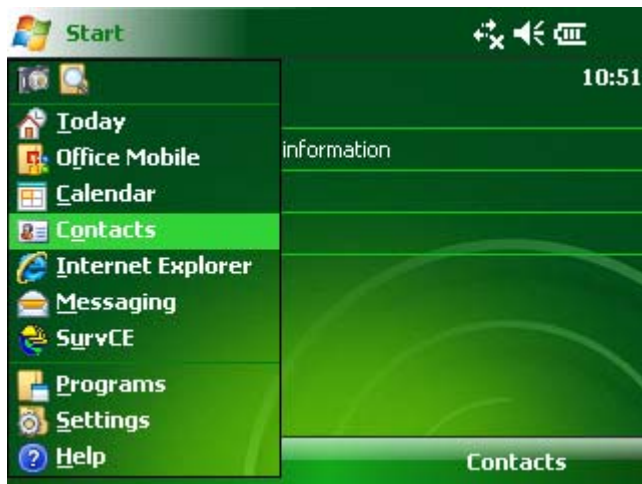 Start
10:51
Today
Office Mobile
information
Calendar
Contacts
Internet Explorer
Messaging
SurvCE
Programs
Settings
Help
Contacts